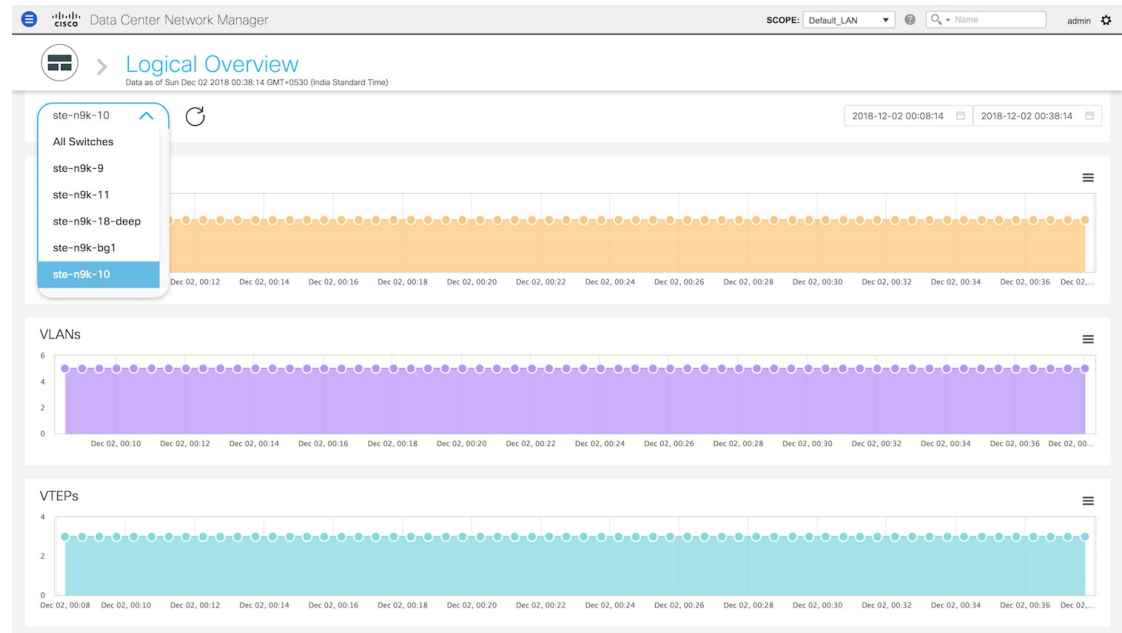 cisco Data Center Network Manager SCOPE: Default_LAN Name admin
Logical Overview
Data as of Sun Dec 02 2018 00:38:14 GMT+0530 (India Standard Time)
ste-n9k-10 2018-12-02 00:08:14 2018-12-02 00:38:14
All Switches
ste-n9k-9
ste-n9k-11
ste-n9k-18-deep
ste-n9k-bg1
ste-n9k-10
Dec 02, 00:12 Dec 02, 00:14 Dec 02, 00:16 Dec 02, 00:18 Dec 02, 00:20 Dec 02, 00:22 Dec 02, 00:24 Dec 02, 00:26 Dec 02, 00:28 Dec 02, 00:30 Dec 02, 00:32 Dec 02, 00:34 Dec 02, 00:36 Dec 02,...
VLANs
6
4
2
0
Dec 02, 00:10 Dec 02, 00:12 Dec 02, 00:14 Dec 02, 00:16 Dec 02, 00:18 Dec 02, 00:20 Dec 02, 00:22 Dec 02, 00:24 Dec 02, 00:26 Dec 02, 00:28 Dec 02, 00:30 Dec 02, 00:32 Dec 02, 00:34 Dec 02, 00:36 Dec 02, 00...
VTEPs
4
2
0
Dec 02, 00:08 Dec 02, 00:10 Dec 02, 00:12 Dec 02, 00:14 Dec 02, 00:16 Dec 02, 00:18 Dec 02, 00:20 Dec 02, 00:22 Dec 02, 00:24 Dec 02, 00:26 Dec 02, 00:28 Dec 02, 00:30 Dec 02, 00:32 Dec 02, 00:34 Dec 02, 00:36 Dec 02,...